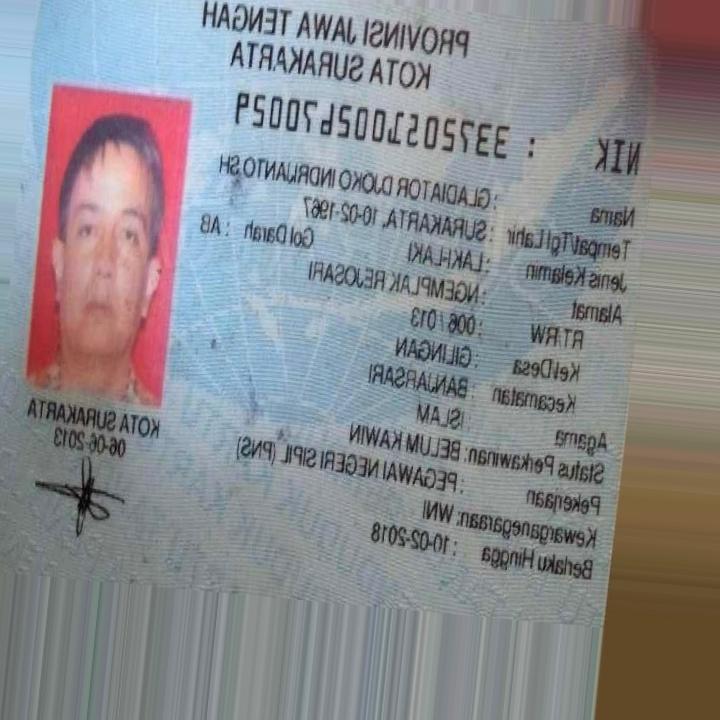 PROVINSI JAWA TENGAH
KOTA SURAKARTA
NIK : 3372051002670029
Nama : GLADIATOR DJOKO INDRIJANTO SH
Tempat/Tgl Lahir : SURAKARTA, 10-02-1967
Jenis Kelamin : LAKI-LAKI Gol Darah : AB
Alamat : NGEMPLAK REJOSARI
RT/RW : 006 / 013
Kel/Desa : GILINGAN
Kecamatan : BANJARSARI
Agama : ISLAM
Status Perkawinan: BELUM KAWIN
Pekerjaan : PEGAWAI NEGERI SIPIL (PNS)
Kewarganegaraan: WNI
Berlaku Hingga : 10-02-2018
KOTA SURAKARTA
06-06-2013